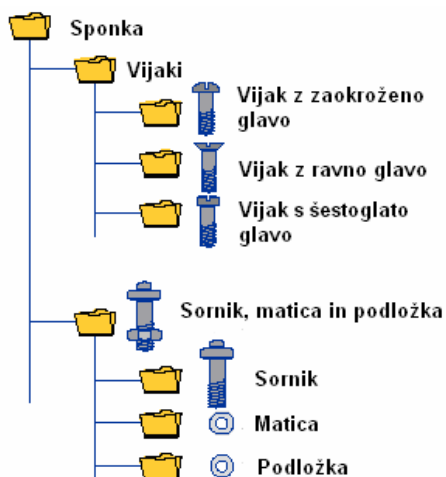 Sponka
Vijaki
Vijak z zaokroženo
glavo
Vijak z ravno glavo
Vijak s šestoglato
glavo
Sornik, matica in podložka
Sornik
Matica
Podložka